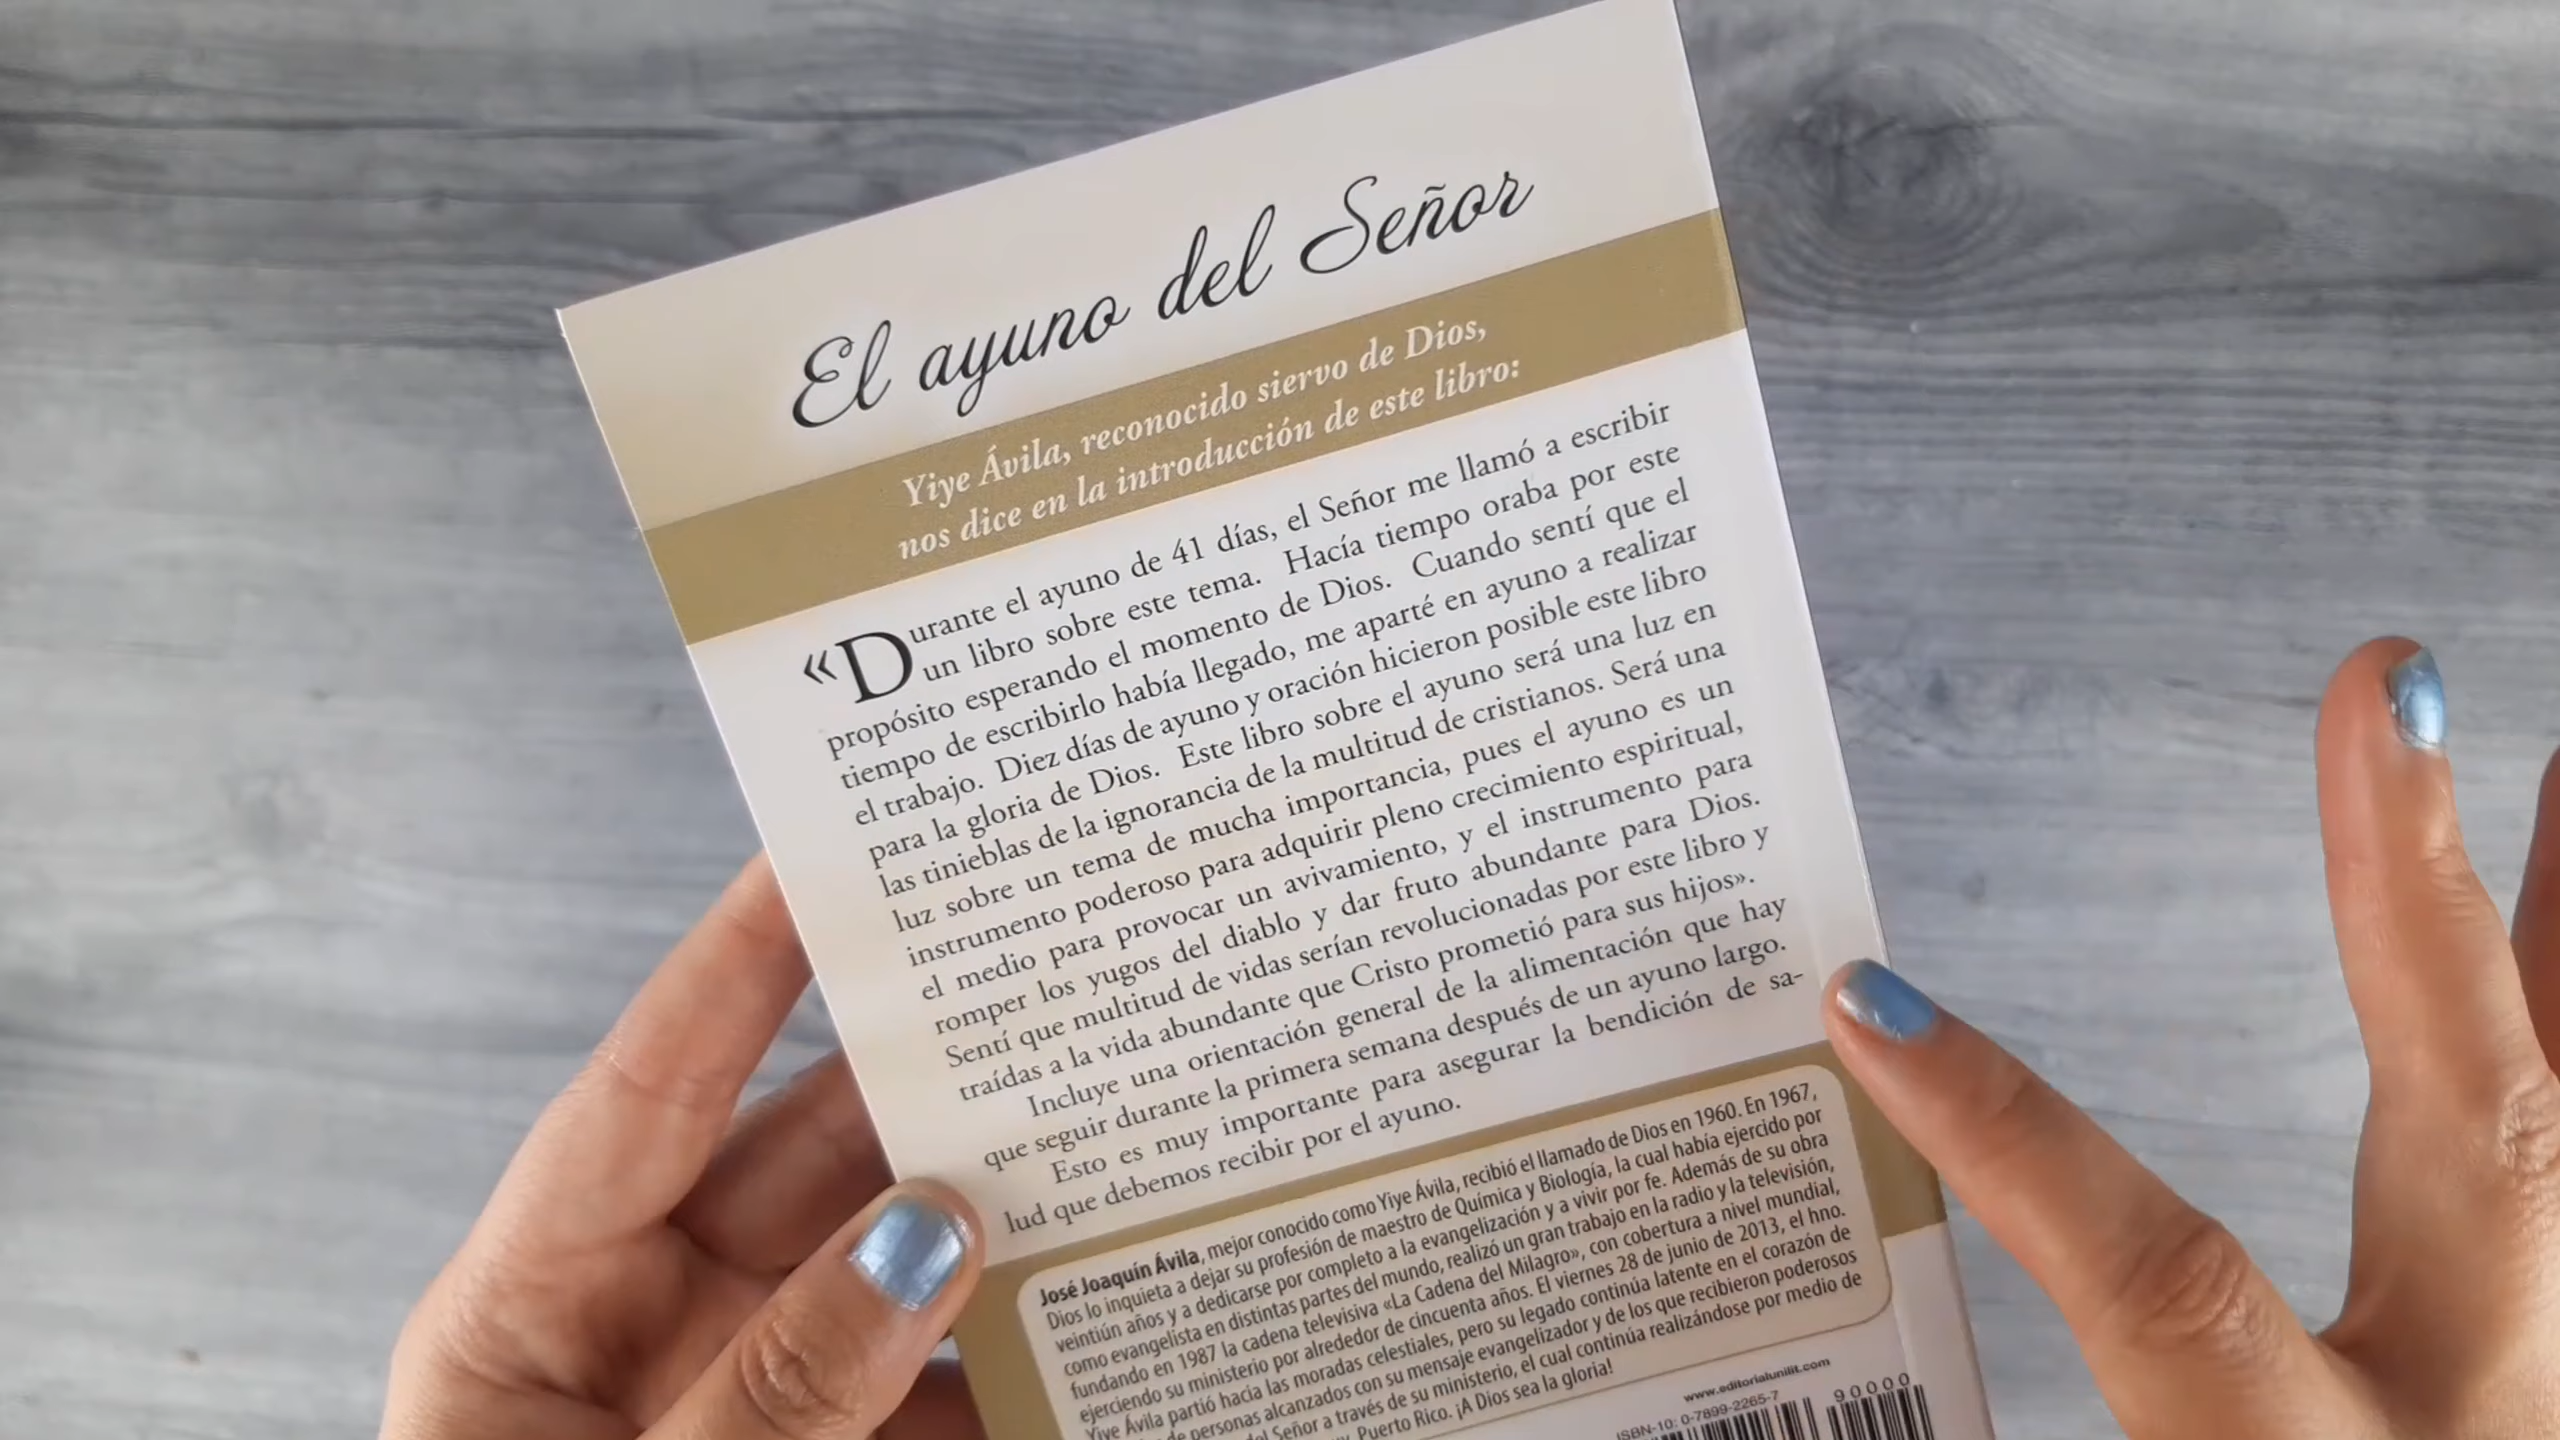 El ayuno del Señor
Yiye Ávila, reconocido siervo de Dios,
nos dice en la introducción de este libro:
«Durante el ayuno de 41 días, el Señor me llamó a escribir
un libro sobre este tema. Hacía tiempo oraba por este
propósito esperando el momento de Dios. Cuando sentí que el
tiempo de escribirlo había llegado, me aparté en ayuno a realizar
el trabajo. Diez días de ayuno y oración hicieron posible este libro
para la gloria de Dios. Este libro sobre el ayuno será una luz en
las tinieblas de la ignorancia de la multitud de cristianos. Será una
luz sobre un tema de mucha importancia, pues el ayuno es un
instrumento poderoso para adquirir pleno crecimiento espiritual,
el medio para provocar un avivamiento, y el instrumento para
romper los yugos del diablo y dar fruto abundante para Dios.
Sentí que multitud de vidas serían revolucionadas por este libro y
traídas a la vida abundante que Cristo prometió para sus hijos».
Incluye una orientación general de la alimentación que hay
que seguir durante la primera semana después de un ayuno largo.
Esto es muy importante para asegurar la bendición de sa-
lud que debemos recibir por el ayuno.
José Joaquín Ávila, mejor conocido como Yiye Ávila, recibió el llamado de Dios en 1960. En 1967,
Dios lo inquieta a dejar su profesión de maestro de Química y Biología, la cual había ejercido por
veintiún años y a dedicarse por completo a la evangelización y a vivir por fe. Además de su obra
como evangelista en distintas partes del mundo, realizó un gran trabajo en la radio y la televisión,
fundando en 1987 la cadena televisiva «La Cadena del Milagro», con cobertura a nivel mundial,
ejerciendo su ministerio por alrededor de cincuenta años. El viernes 28 de junio de 2013, el hno.
Yiye Ávila partió hacia las moradas celestiales, pero su legado continúa latente en el corazón de
de personas alcanzados con su mensaje evangelizador y de los que recibieron poderosos
del Señor a través de su ministerio, el cual continúa realizándose por medio de
Puerto Rico. ¡A Dios sea la gloria!
www.editorialunilit.com
ISBN-10: 0-7899-2265-7
90000